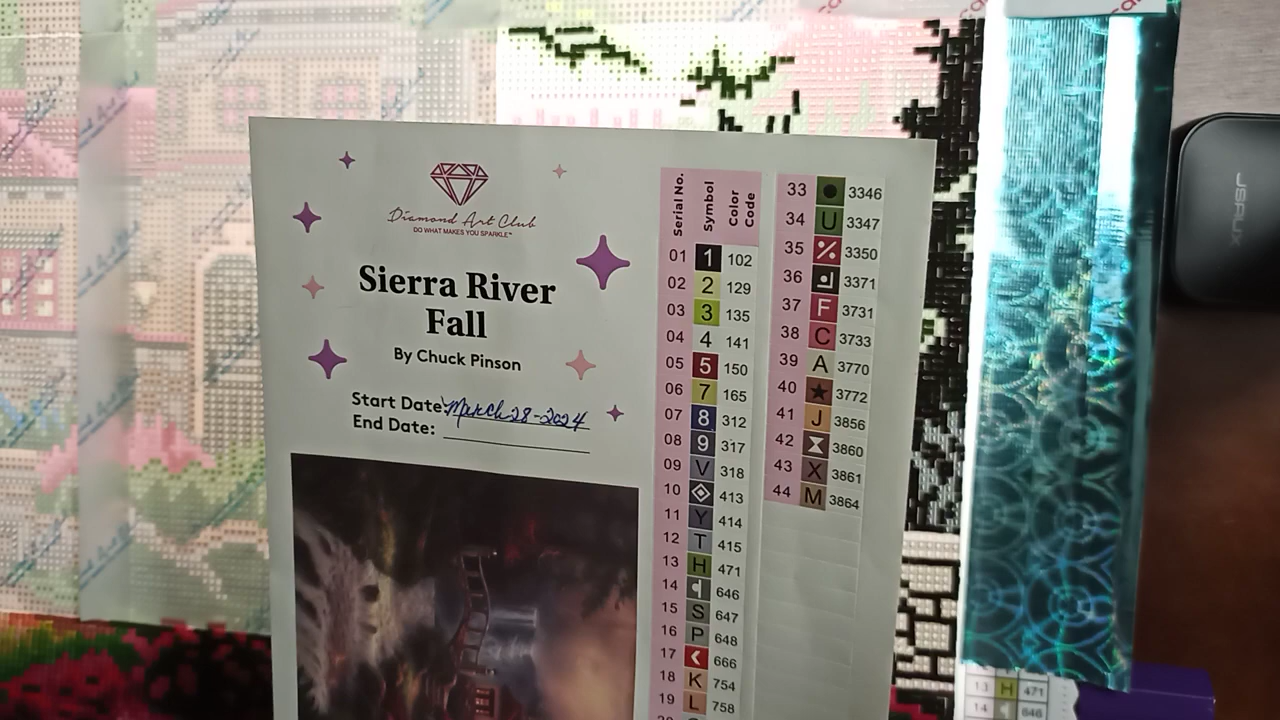 Diamond Art Club
DO WHAT MAKES YOU SPARKLE™
Sierra River
Fall
By Chuck Pinson
Start Date: March 28-2024
End Date:
Serial No. Symbol Color Code
01 1 102
02 2 129
03 3 135
04 4 141
05 5 150
06 7 165
07 8 312
08 9 317
09 V 318
10 413
11 Y 414
12 T 415
13 H 471
14 646
15 S 647
16 P 648
17 666
18 K 754
19 L 758
33 3346
34 U 3347
35 3350
36 3371
37 F 3731
38 C 3733
39 A 3770
40 ★ 3772
41 J 3856
42 3860
43 X 3861
44 M 3864
JSAUX
13 H 471
14 646